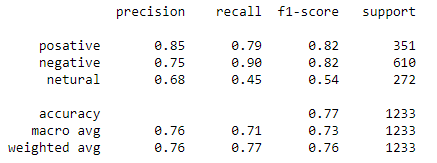 precision recall f1-score support
posative 0.85 0.79 0.82 351
negative 0.75 0.90 0.82 610
netural 0.68 0.45 0.54 272
accuracy 0.77 1233
macro avg 0.76 0.71 0.73 1233
weighted avg 0.76 0.77 0.76 1233